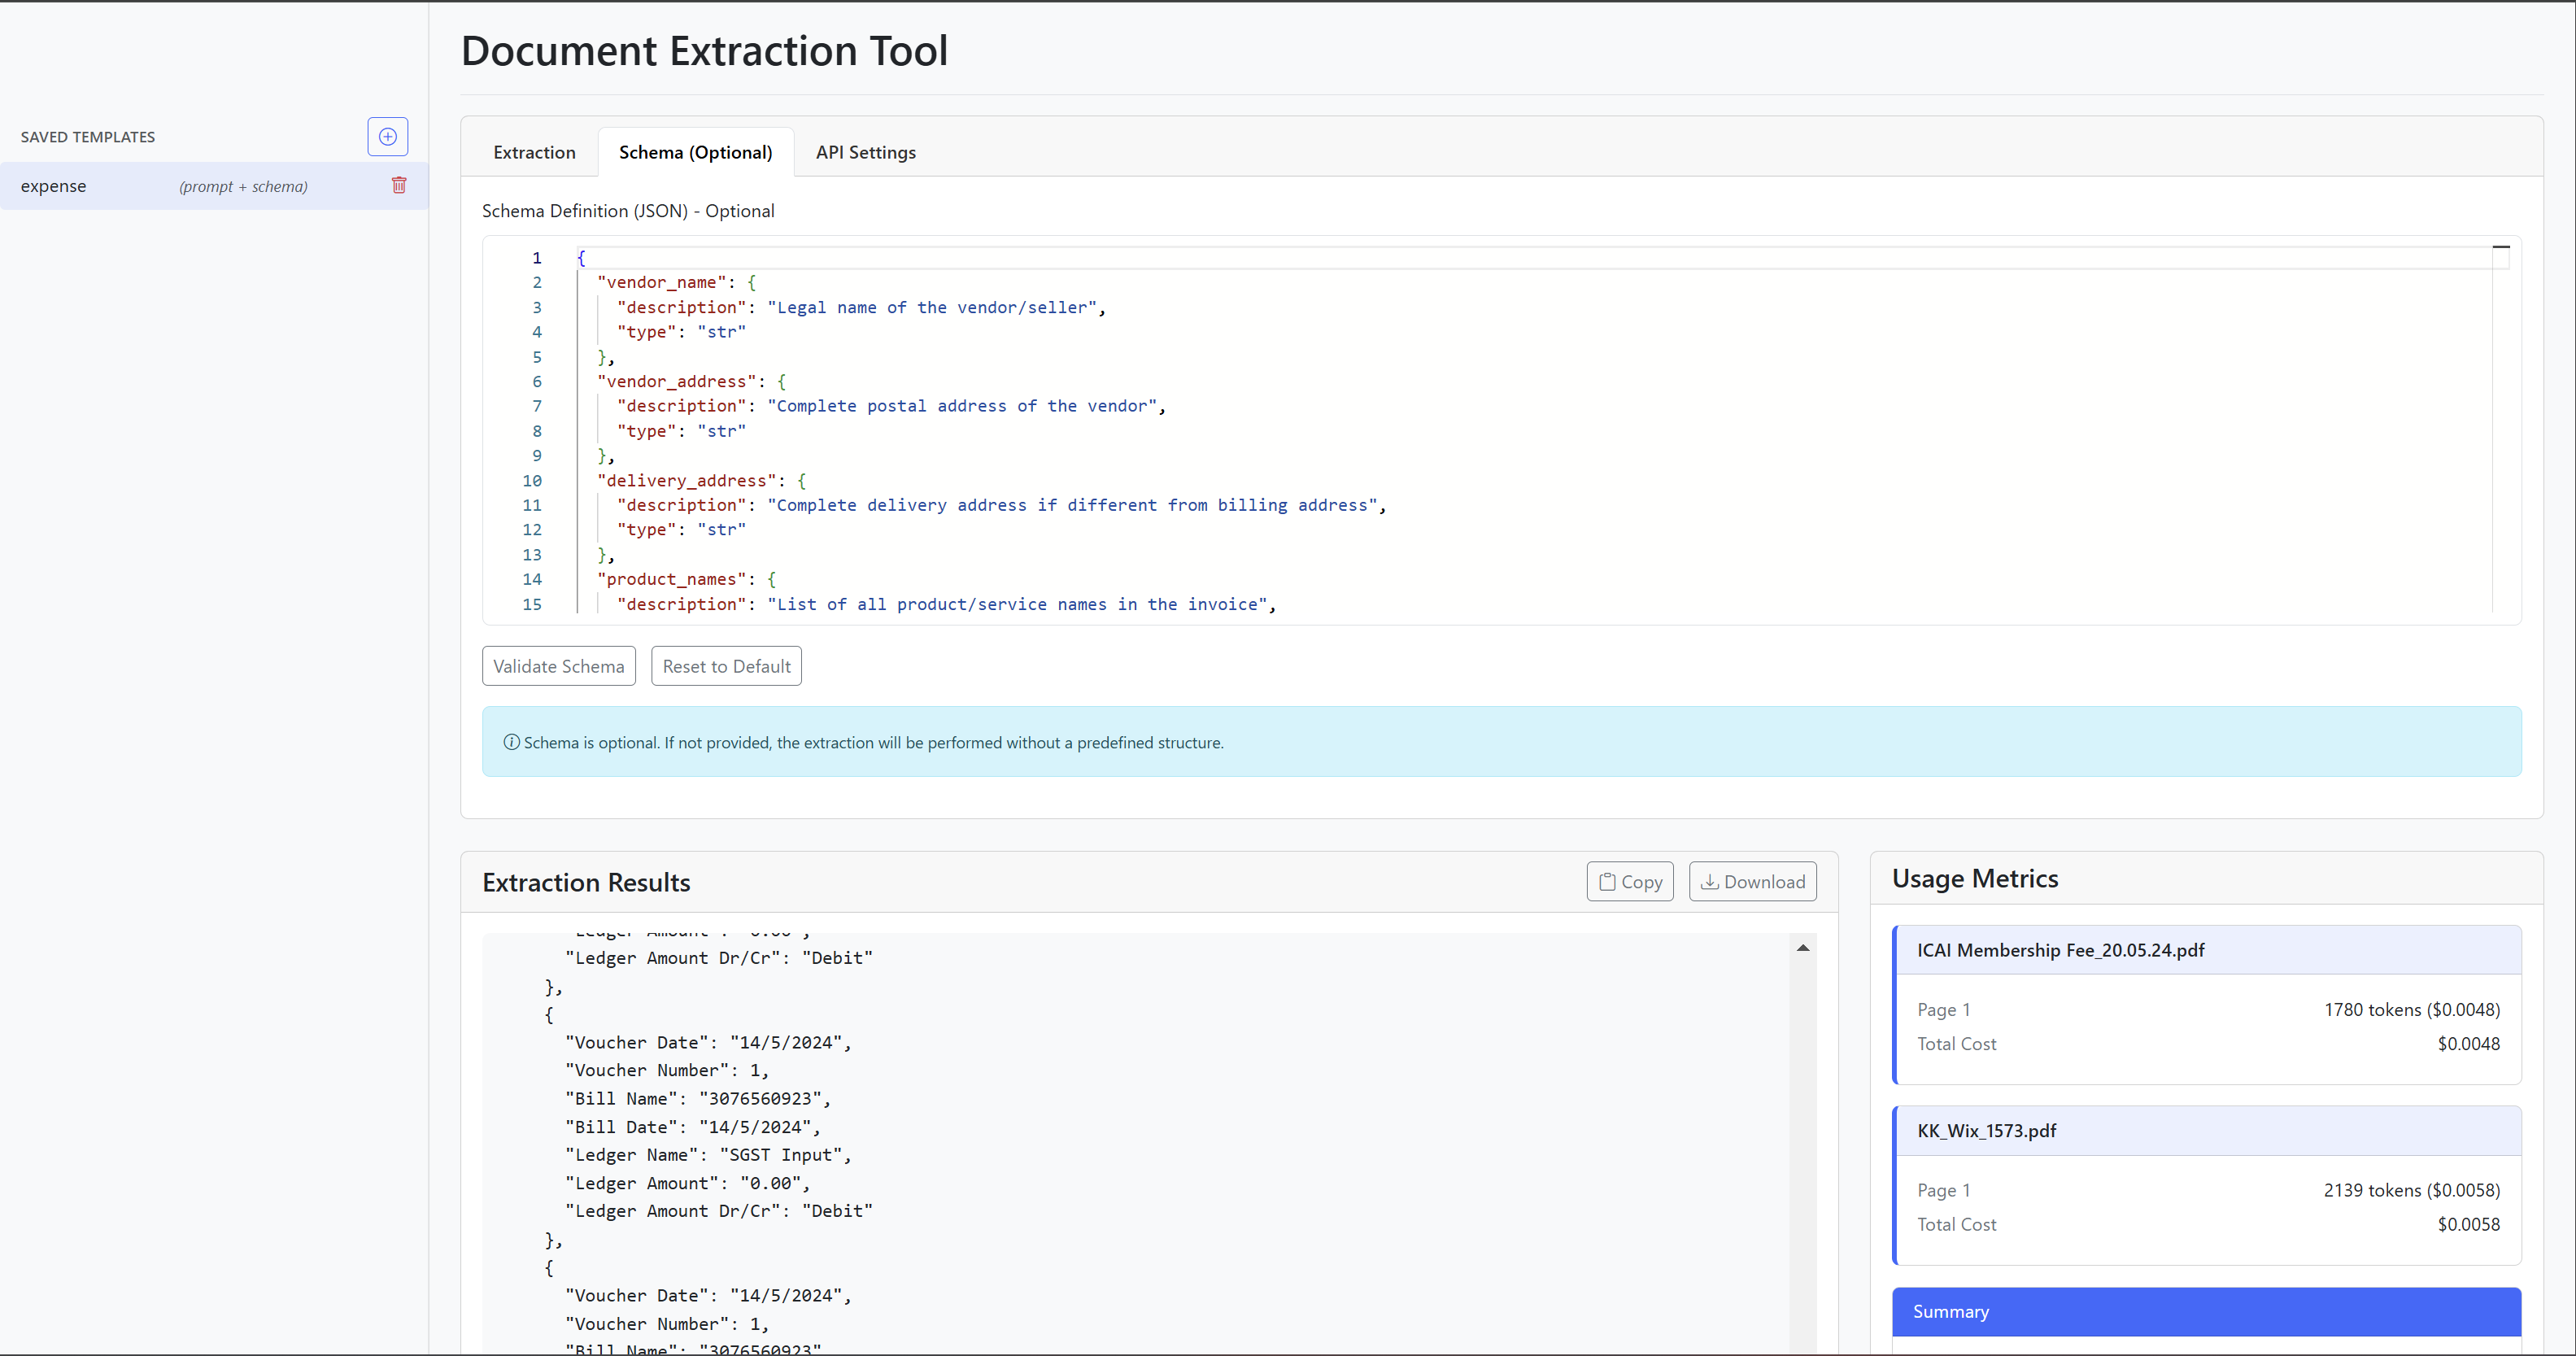 Document Extraction Tool
SAVED TEMPLATES
expense (prompt + schema)
Extraction
Schema (Optional)
API Settings
Schema Definition (JSON) - Optional
1 {
2 "vendor_name": {
3 "description": "Legal name of the vendor/seller",
4 "type": "str"
5 },
6 "vendor_address": {
7 "description": "Complete postal address of the vendor",
8 "type": "str"
9 },
10 "delivery_address": {
11 "description": "Complete delivery address if different from billing address",
12 "type": "str"
13 },
14 "product_names": {
15 "description": "List of all product/service names in the invoice",
Validate Schema
Reset to Default
Schema is optional. If not provided, the extraction will be performed without a predefined structure.
Extraction Results
Copy
Download
"Ledger Amount": "0.00",
"Ledger Amount Dr/Cr": "Debit"
},
{
"Voucher Date": "14/5/2024",
"Voucher Number": 1,
"Bill Name": "3076560923",
"Bill Date": "14/5/2024",
"Ledger Name": "SGST Input",
"Ledger Amount": "0.00",
"Ledger Amount Dr/Cr": "Debit"
},
{
"Voucher Date": "14/5/2024",
"Voucher Number": 1,
"Bill Name": "3076560923"
Usage Metrics
ICAI Membership Fee_20.05.24.pdf
Page 1 1780 tokens ($0.0048)
Total Cost $0.0048
KK_Wix_1573.pdf
Page 1 2139 tokens ($0.0058)
Total Cost $0.0058
Summary